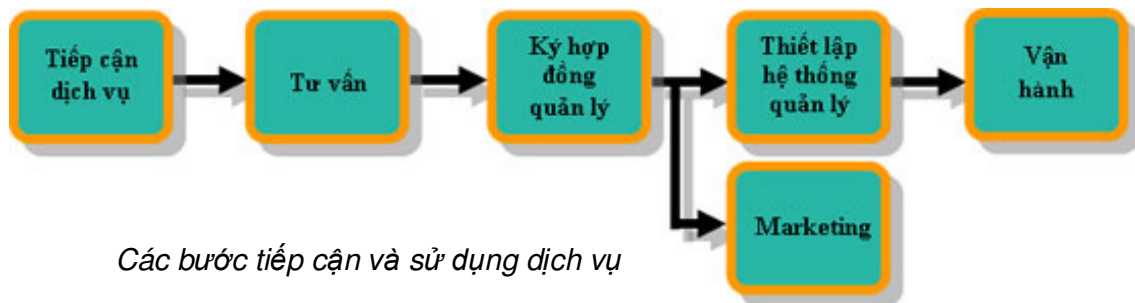 Tiếp cận
dịch vụ
Tư vấn
Ký hợp
đồng
quản lý
Thiết lập
hệ thống
quản lý
Vận
hành
Marketing
Các bước tiếp cận và sử dụng dịch vụ